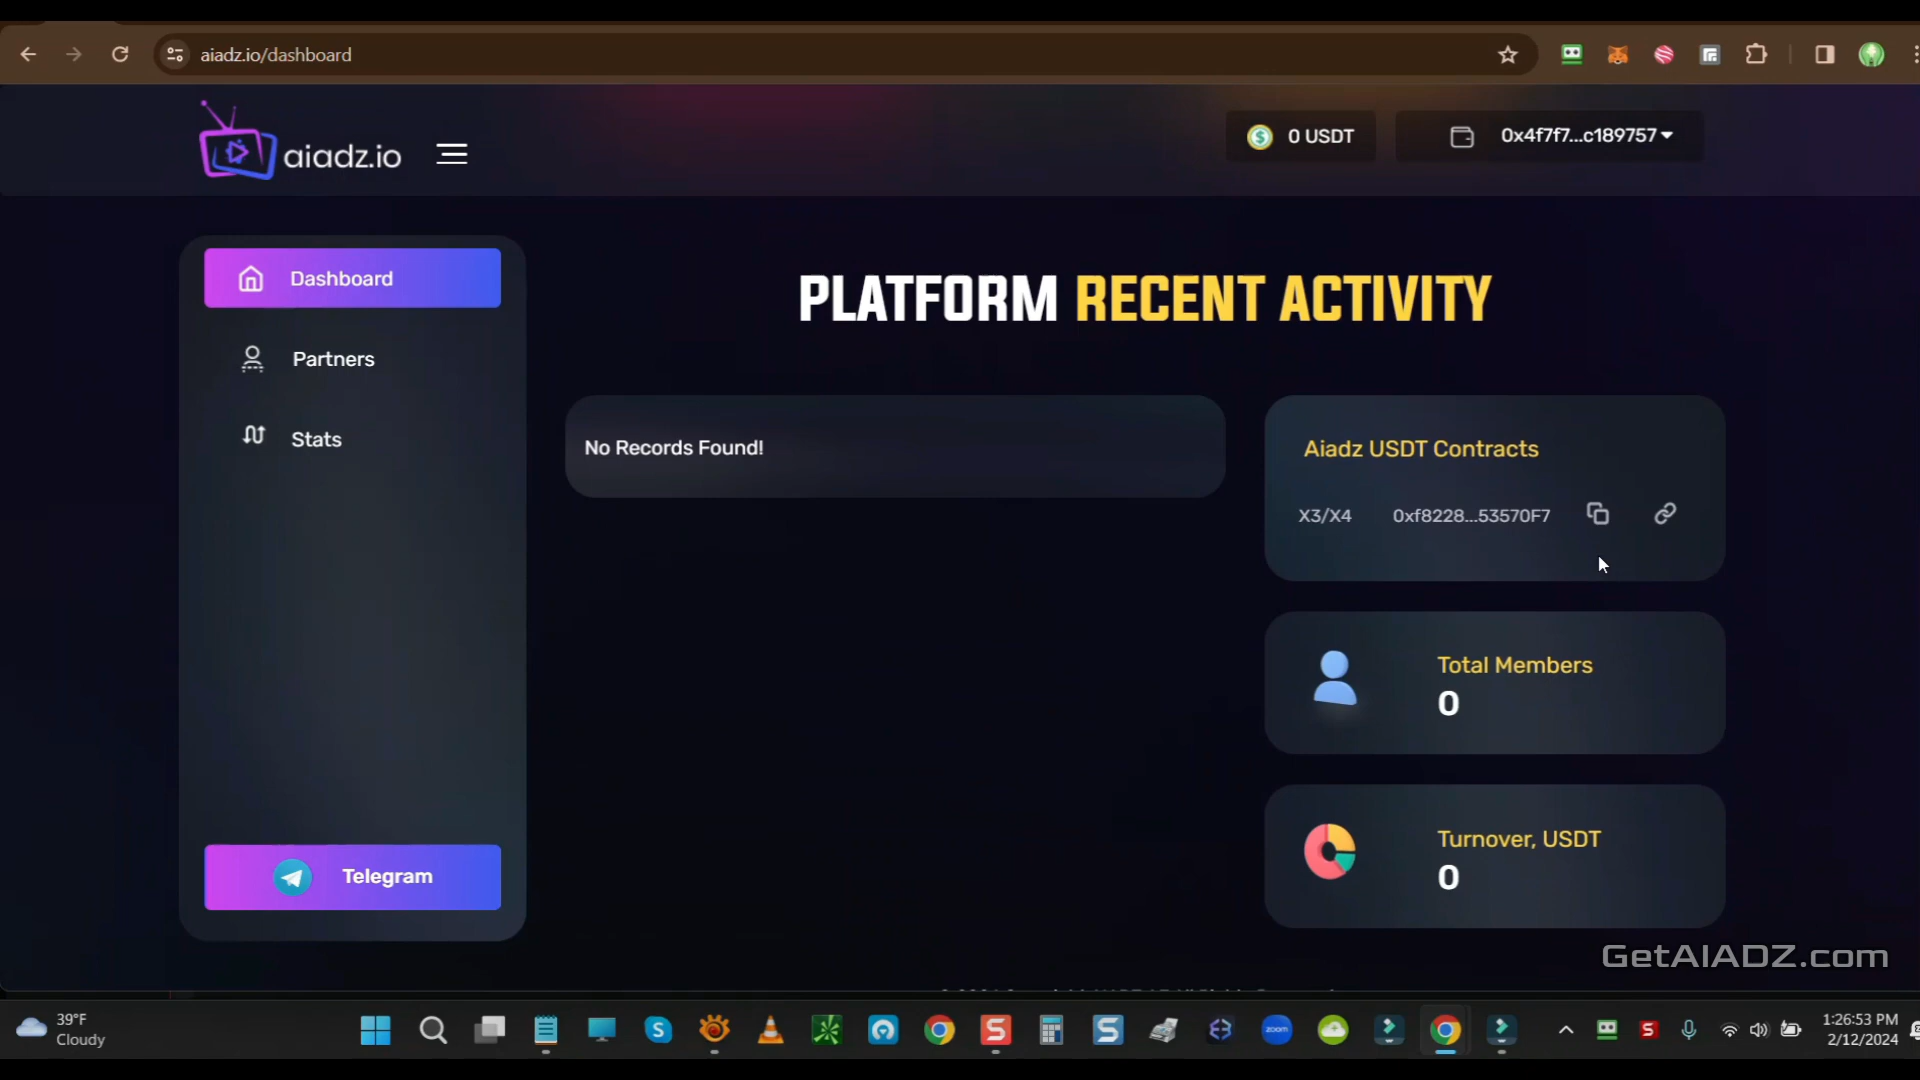 aiadz.io/dashboard
aiadz.io
0 USDT
0x4f7f7...c189757
Dashboard
Partners
Stats
Telegram
PLATFORM RECENT ACTIVITY
No Records Found!
Aiadz USDT Contracts
X3/X4 0xf8228...53570F7
Total Members
0
Turnover, USDT
0
GetAIADZ.com
39°F
Cloudy
zoom
1:26:53 PM
2/12/2024